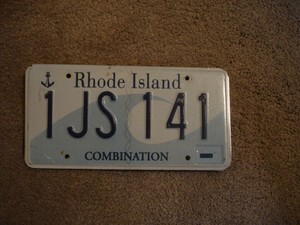 Rhode Island
1JS 141
COMBINATION